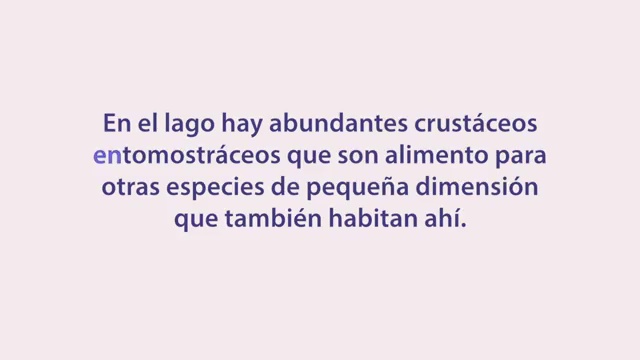 En el lago hay abundantes crustáceos
entomostráceos que son alimento para
otras especies de pequeña dimensión
que también habitan ahí.